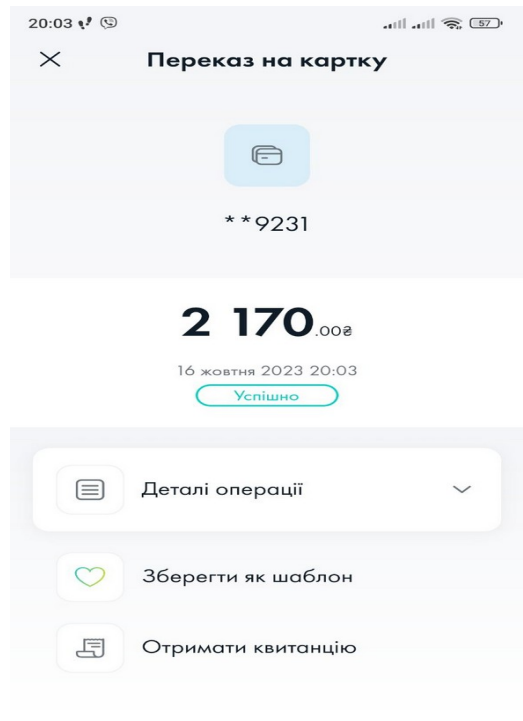 20:03
57
Переказ на картку
**9231
2 170.00₴
16 жовтня 2023 20:03
Успішно
Деталі операції
Зберегти як шаблон
Отримати квитанцію